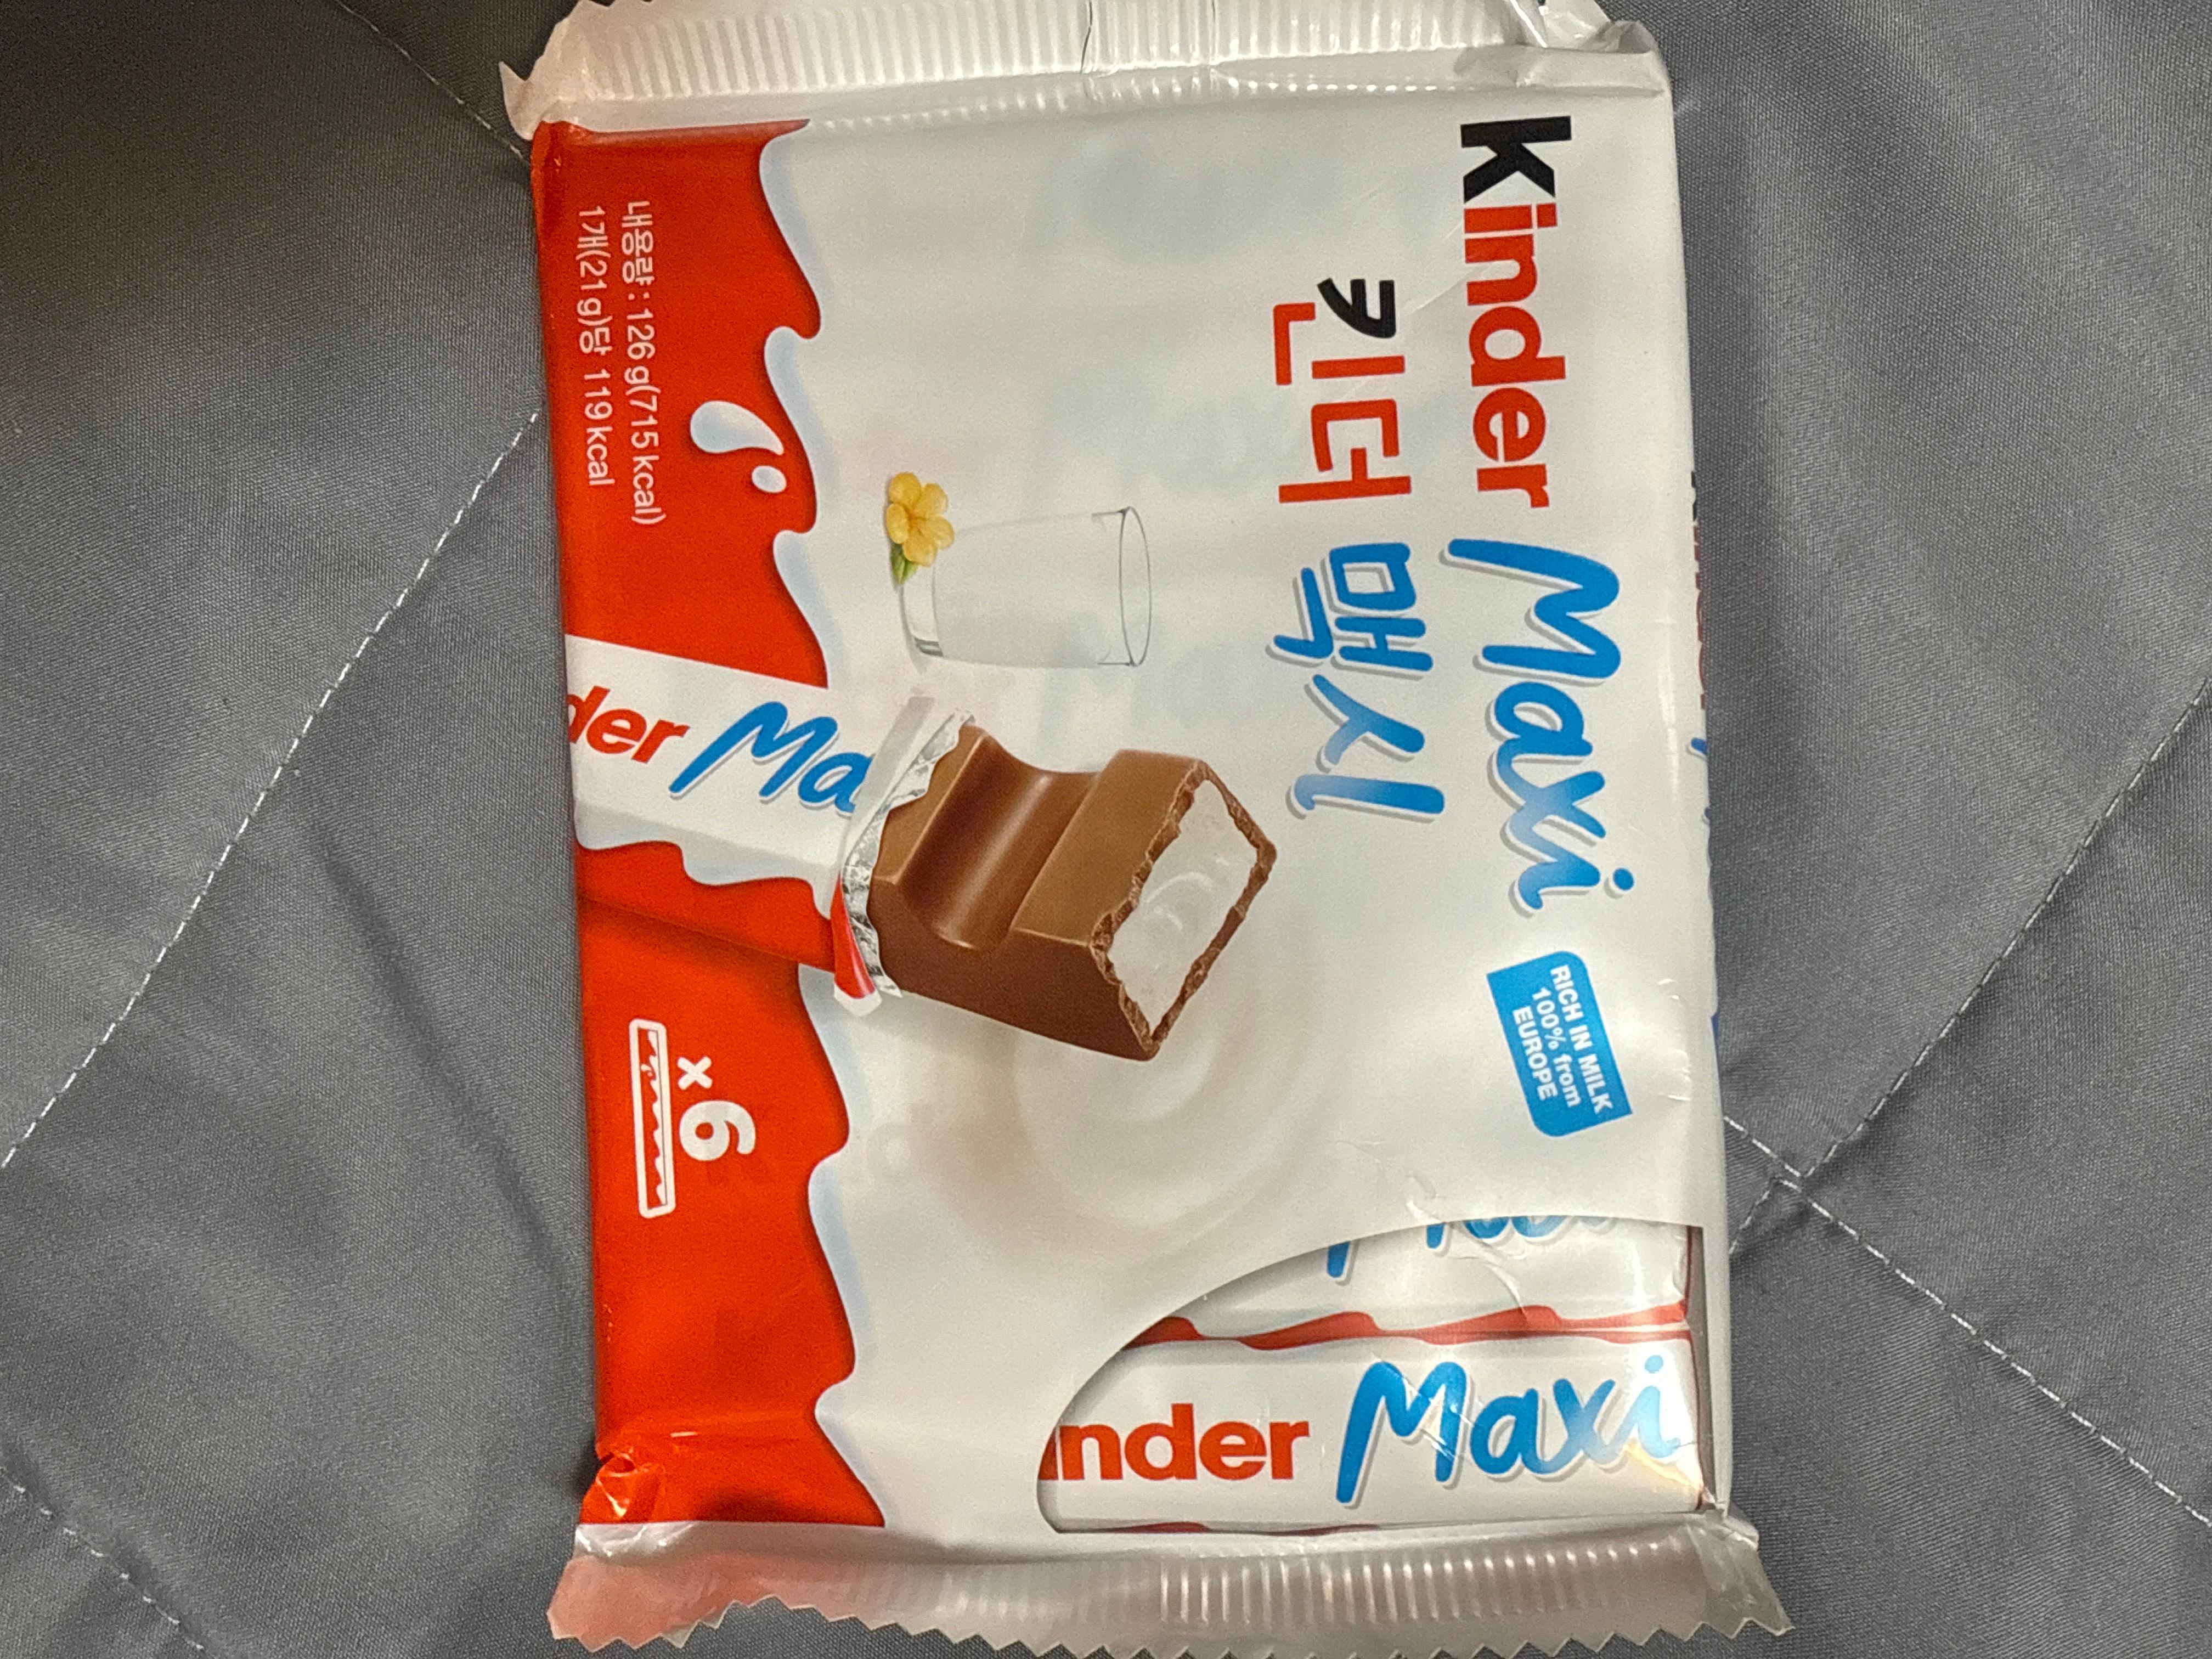 Kinder Maxi
킨더 맥시
RICH IN MILK
100% from
EUROPE
der Ma
내용량 : 126 g(715 kcal)
1개(21 g)당 119 kcal
x6
nder Maxi